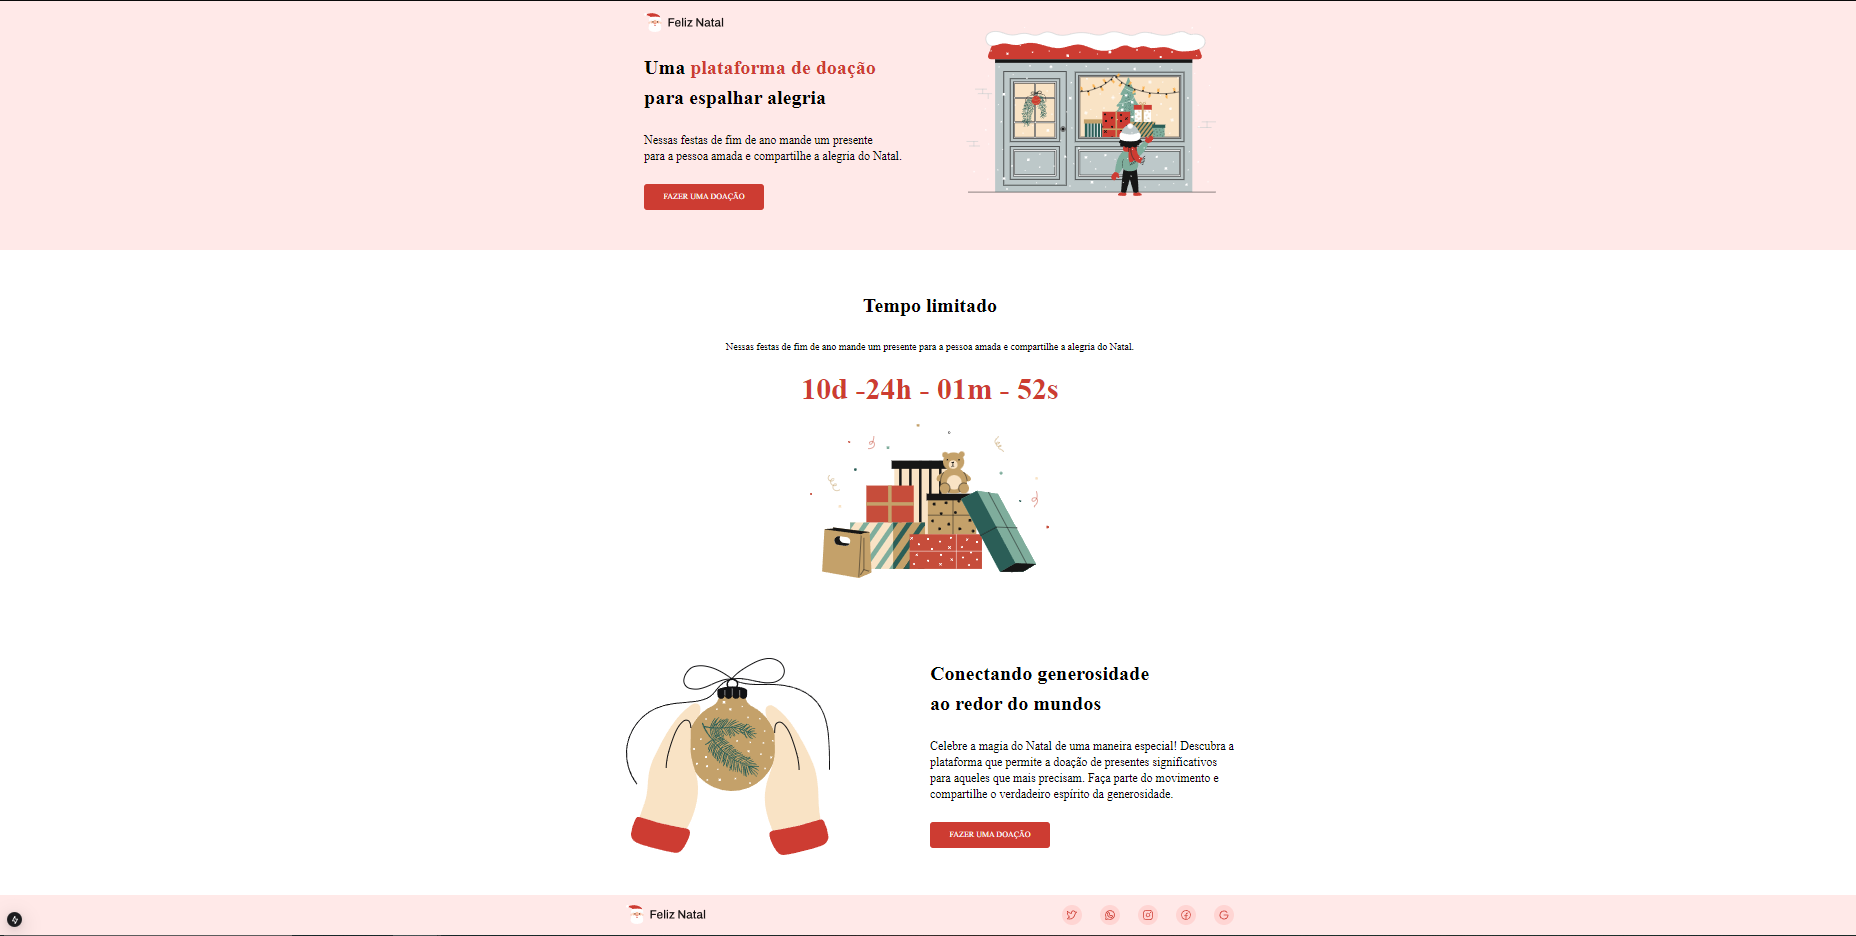 Feliz Natal
Uma plataforma de doação
para espalhar alegria
Nessas festas de fim de ano mande um presente
para a pessoa amada e compartilhe a alegria do Natal.
FAZER UMA DOAÇÃO
Tempo limitado
Nessas festas de fim de ano mande um presente para a pessoa amada e compartilhe a alegria do Natal.
10d -24h - 01m - 52s
Conectando generosidade
ao redor do mundos
Celebre a magia do Natal de uma maneira especial! Descubra a
plataforma que permite a doação de presentes significativos
para aqueles que mais precisam. Faça parte do movimento e
compartilhe o verdadeiro espírito da generosidade.
FAZER UMA DOAÇÃO
Feliz Natal